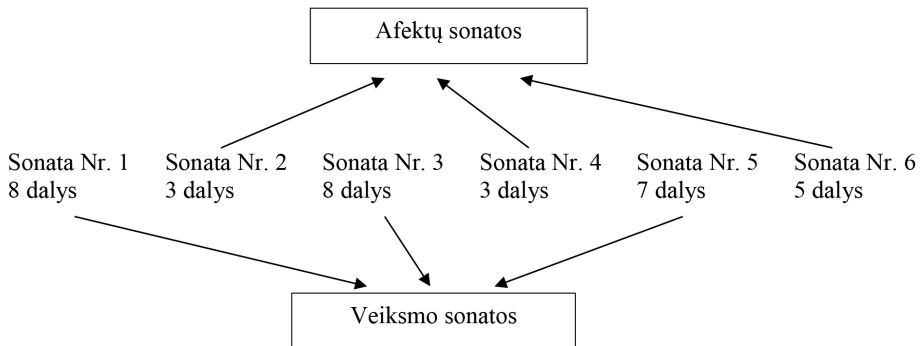 Afektų sonatos
Sonata Nr. 1 Sonata Nr. 2 Sonata Nr. 3 Sonata Nr. 4 Sonata Nr. 5 Sonata Nr. 6
8 dalys 3 dalys 8 dalys 3 dalys 7 dalys 5 dalys
Veiksmo sonatos